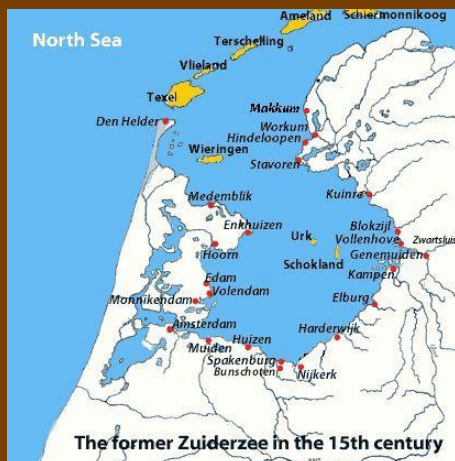 Ameland
Schiermonnikoog
North Sea
Terschelling
Vlieland
Texel
Makkum
Den Helder
Workum
Hindeloopen
Wieringen
Stavoren
Medemblik
Kuinre
Enkhuizen
Urk
Blokzijl
Vollenhove
Zwartsluis
Hoorn
Genemuiden
Schokland
Kampen
Edam
Volendam
Monnikendam
Elburg
Amsterdam
Harderwijk
Muiden
Huizen
Spakenburg
Bunschoten
Nijkerk
The former Zuiderzee in the 15th century